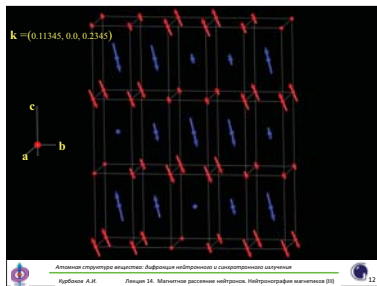 k =(0.11345, 0.0, 0.2345)
c
b
a
Атомная структура вещества: дифракция нейтронного и синхротронного излучения
Курбаков А.И. Лекция 14. Магнитное рассеяние нейтронов. Нейтронография магнетиков (III) 12